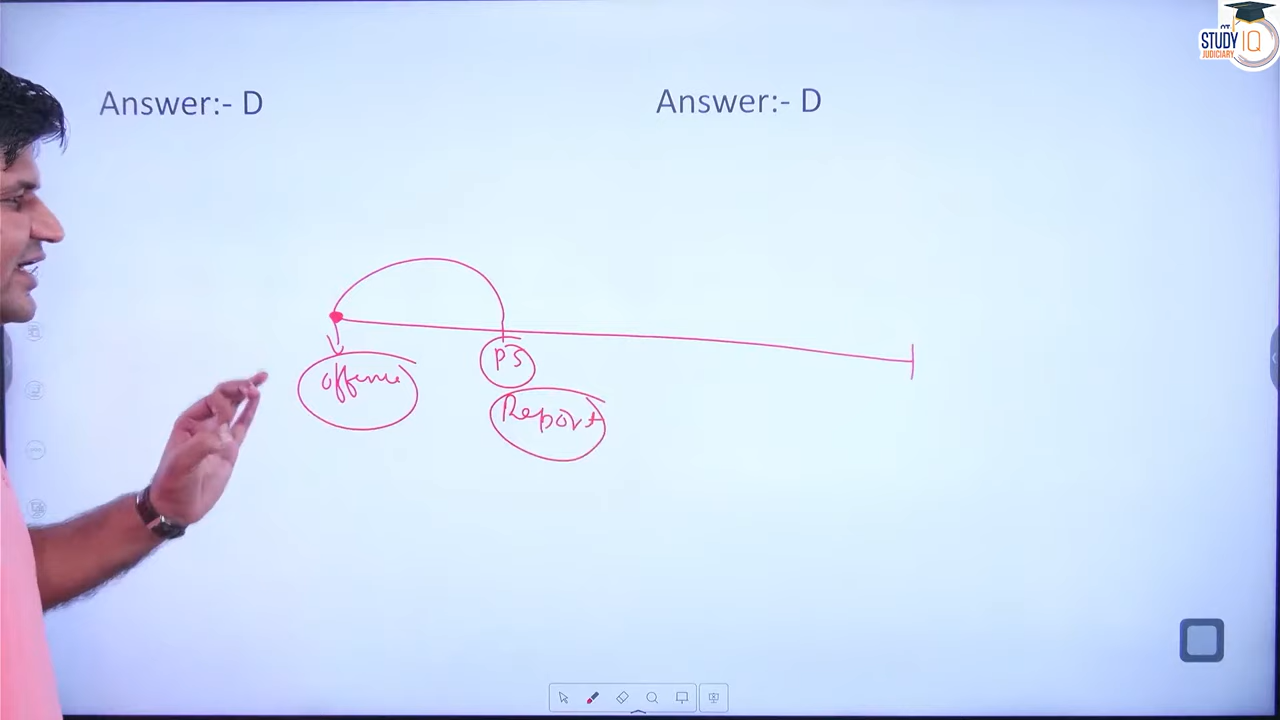 STUDY IQ
JUDICIARY
Answer:- D
Answer:- D
offence
PS
Report